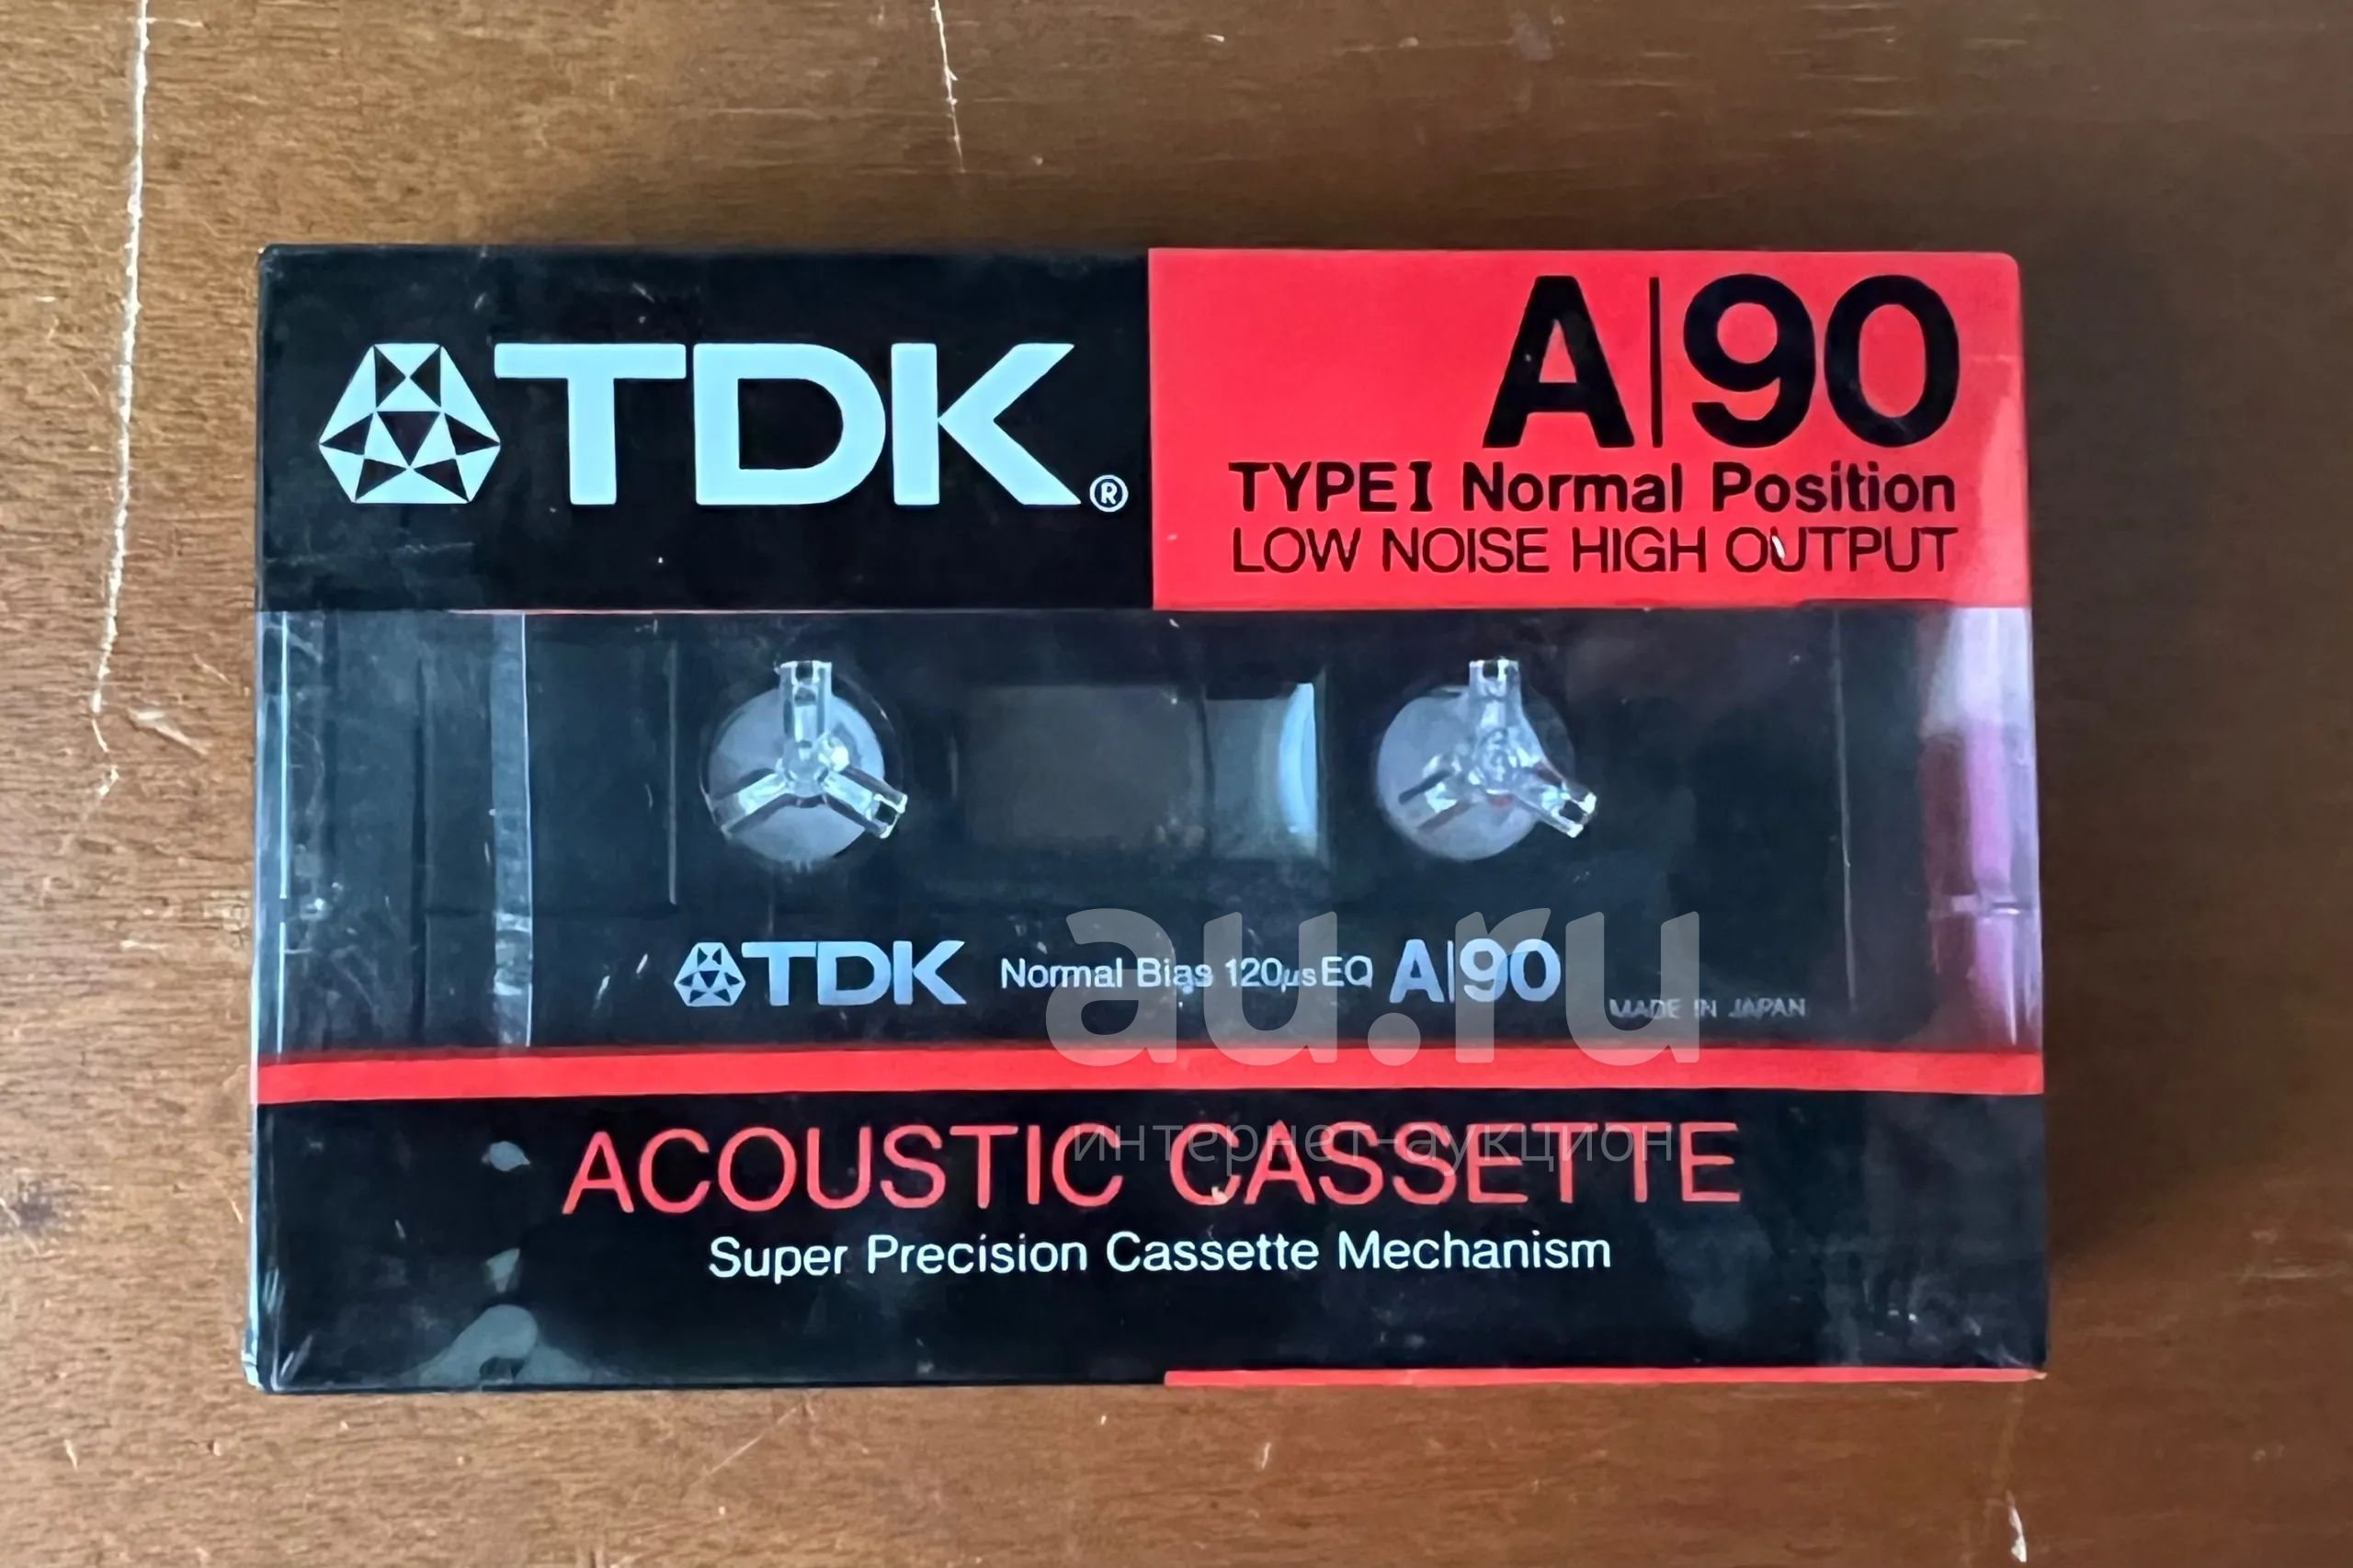 TDK®
A|90
TYPE I Normal Position
LOW NOISE HIGH OUTPUT
TDK Normal Bias 120μs EQ A|90
MADE IN JAPAN
au.ru
интернет-аукцион
ACOUSTIC CASSETTE
Super Precision Cassette Mechanism